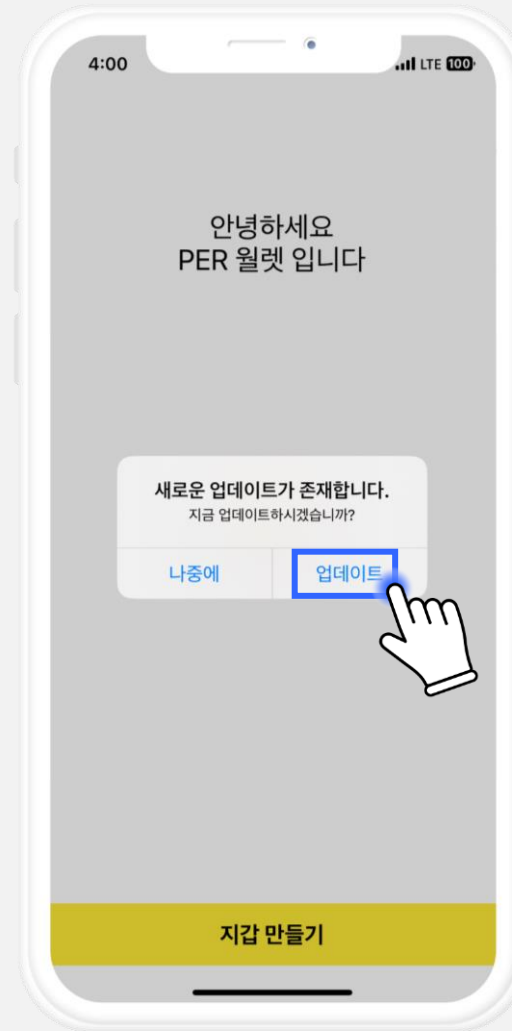 4:00 LTE 100
안녕하세요
PER 월렛 입니다
새로운 업데이트가 존재합니다.
지금 업데이트하시겠습니까?
나중에 업데이트
지갑 만들기